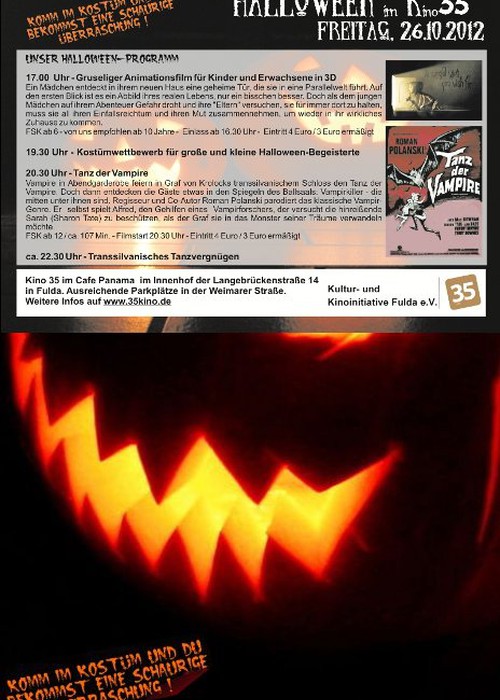 KOMM IM KOSTÜM UND DU
BEKOMMST EINE SCHAURIGE
ÜBERRASCHUNG !
HALLOWEEN im Kino35
FREITAG, 26.10.2012
UNSER HALLOWEEN-PROGRAMM
17.00 Uhr - Gruseliger Animationsfilm für Kinder und Erwachsene in 3D
Ein Mädchen entdeckt in ihrem neuen Haus eine geheime Tür, die sie in eine Parallelwelt führt. Auf
den ersten Blick ist es ein Abbild Ihres realen Lebens, nur ein bisschen besser. Doch als dem jungen
Mädchen auf ihrem Abenteuer Gefahr droht und ihre "Eltern" versuchen, sie für immer dort zu halten,
muss sie all ihren Einfallsreichtum und ihren Mut zusammennehmen, um wieder in ihr wirkliches
Zuhause zu kommen.
FSK ab 6 - von uns empfohlen ab 10 Jahre - Einlass ab 16.30 Uhr - Eintritt 4 Euro / 3 Euro ermäßigt
19.30 Uhr - Kostümwettbewerb für große und kleine Halloween-Begeisterte
20.30 Uhr - Tanz der Vampire
Vampire in Abendgarderobe feiern in Graf von Krolocks transsilvanischem Schloss den Tanz der
Vampire. Doch dann entdecken die Gäste etwas in den Spiegeln des Ballsaals: Vampirkiller - die
mitten unter ihnen sind. Regisseur und Co-Autor Roman Polanski parodiert das klassische Vampir-
Genre. Er selbst spielt Alfred, den Gehilfen eines Vampirforschers, der versucht die hinreißende
Sarah (Sharon Tate) zu beschützen, als der Graf sie in das Monster seiner Träume verwandeln
möchte.
FSK ab 12 / ca. 107 Min. - Filmstart 20.30 Uhr - Eintritt 4 Euro / 3 Euro ermäßigt
ca. 22.30 Uhr - Transsilvanisches Tanzvergnügen
ROMAN
POLANSKI:
Tanz
der
VAMPIRE
Kino 35 im Cafe Panama im Innenhof der Langebrückenstraße 14
in Fulda. Ausreichende Parkplätze in der Weimarer Straße.
Weitere Infos auf www.35kino.de
Kultur- und
Kinoinitiative Fulda e.V.
35
KOMM IM KOSTÜM UND DU
BEKOMMST EINE SCHAURIGE
ÜBERRASCHUNG !